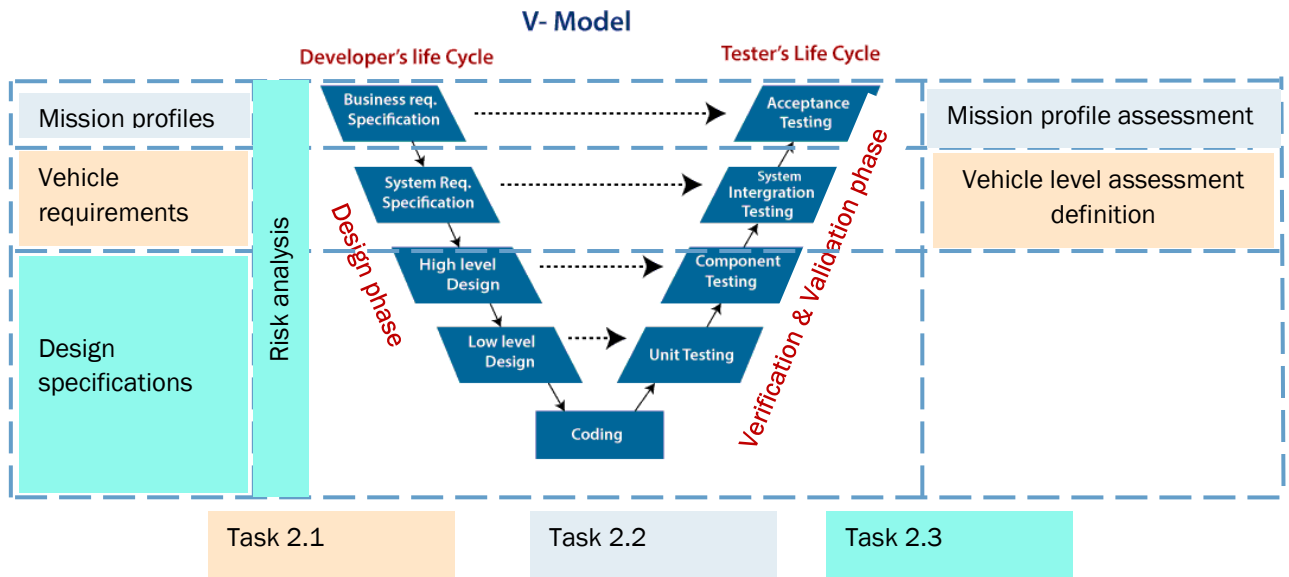 V- Model
Developer's life Cycle
Tester's Life Cycle
Mission profiles
Business req.
Specification
Acceptance
Testing
Mission profile assessment
Vehicle
requirements
System Req.
Specification
System
Intergration
Testing
Vehicle level assessment
definition
Risk analysis
Design phase
Verification & Validation phase
High level
Design
Component
Testing
Design
specifications
Low level
Design
Unit Testing
Coding
Task 2.1
Task 2.2
Task 2.3